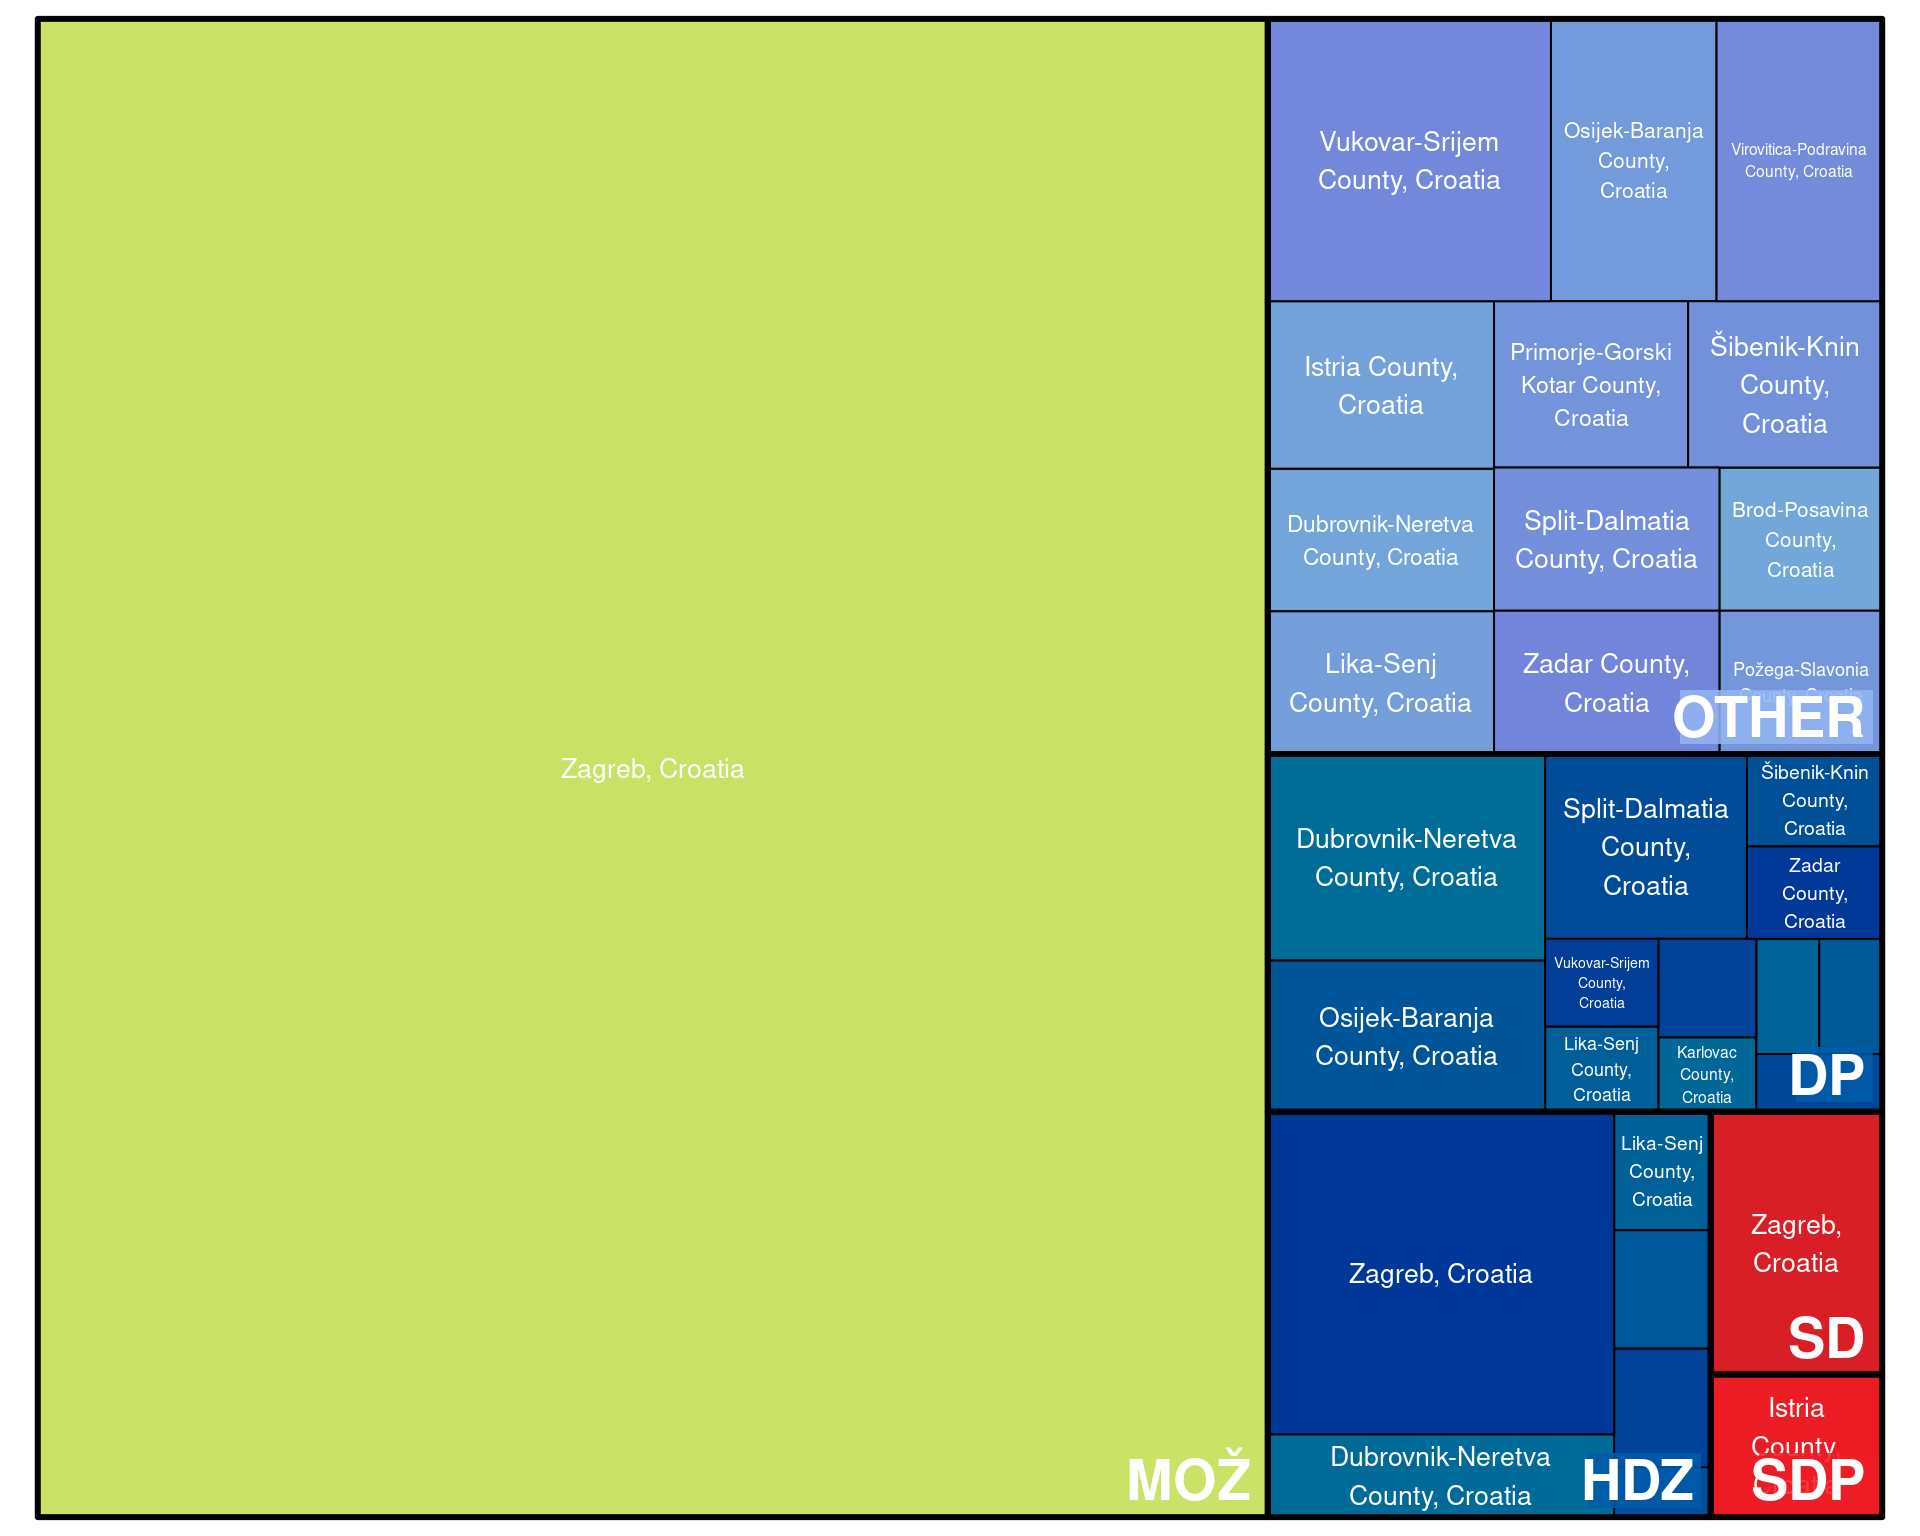 Zagreb, Croatia
MOŽ
Vukovar-Srijem
County, Croatia
Osijek-Baranja
County,
Croatia
Virovitica-Podravina
County, Croatia
Istria County,
Croatia
Primorje-Gorski
Kotar County,
Croatia
Šibenik-Knin
County,
Croatia
Dubrovnik-Neretva
County, Croatia
Split-Dalmatia
County, Croatia
Brod-Posavina
County,
Croatia
Lika-Senj
County, Croatia
Zadar County,
Croatia
Požega-Slavonia
County, Croatia
OTHER
Dubrovnik-Neretva
County, Croatia
Split-Dalmatia
County,
Croatia
Šibenik-Knin
County,
Croatia
Zadar
County,
Croatia
Osijek-Baranja
County, Croatia
Vukovar-Srijem
County,
Croatia
Lika-Senj
County,
Croatia
Karlovac
County,
Croatia
DP
Zagreb, Croatia
Lika-Senj
County,
Croatia
Dubrovnik-Neretva
County, Croatia
HDZ
Zagreb,
Croatia
SD
Istria
County,
SDP